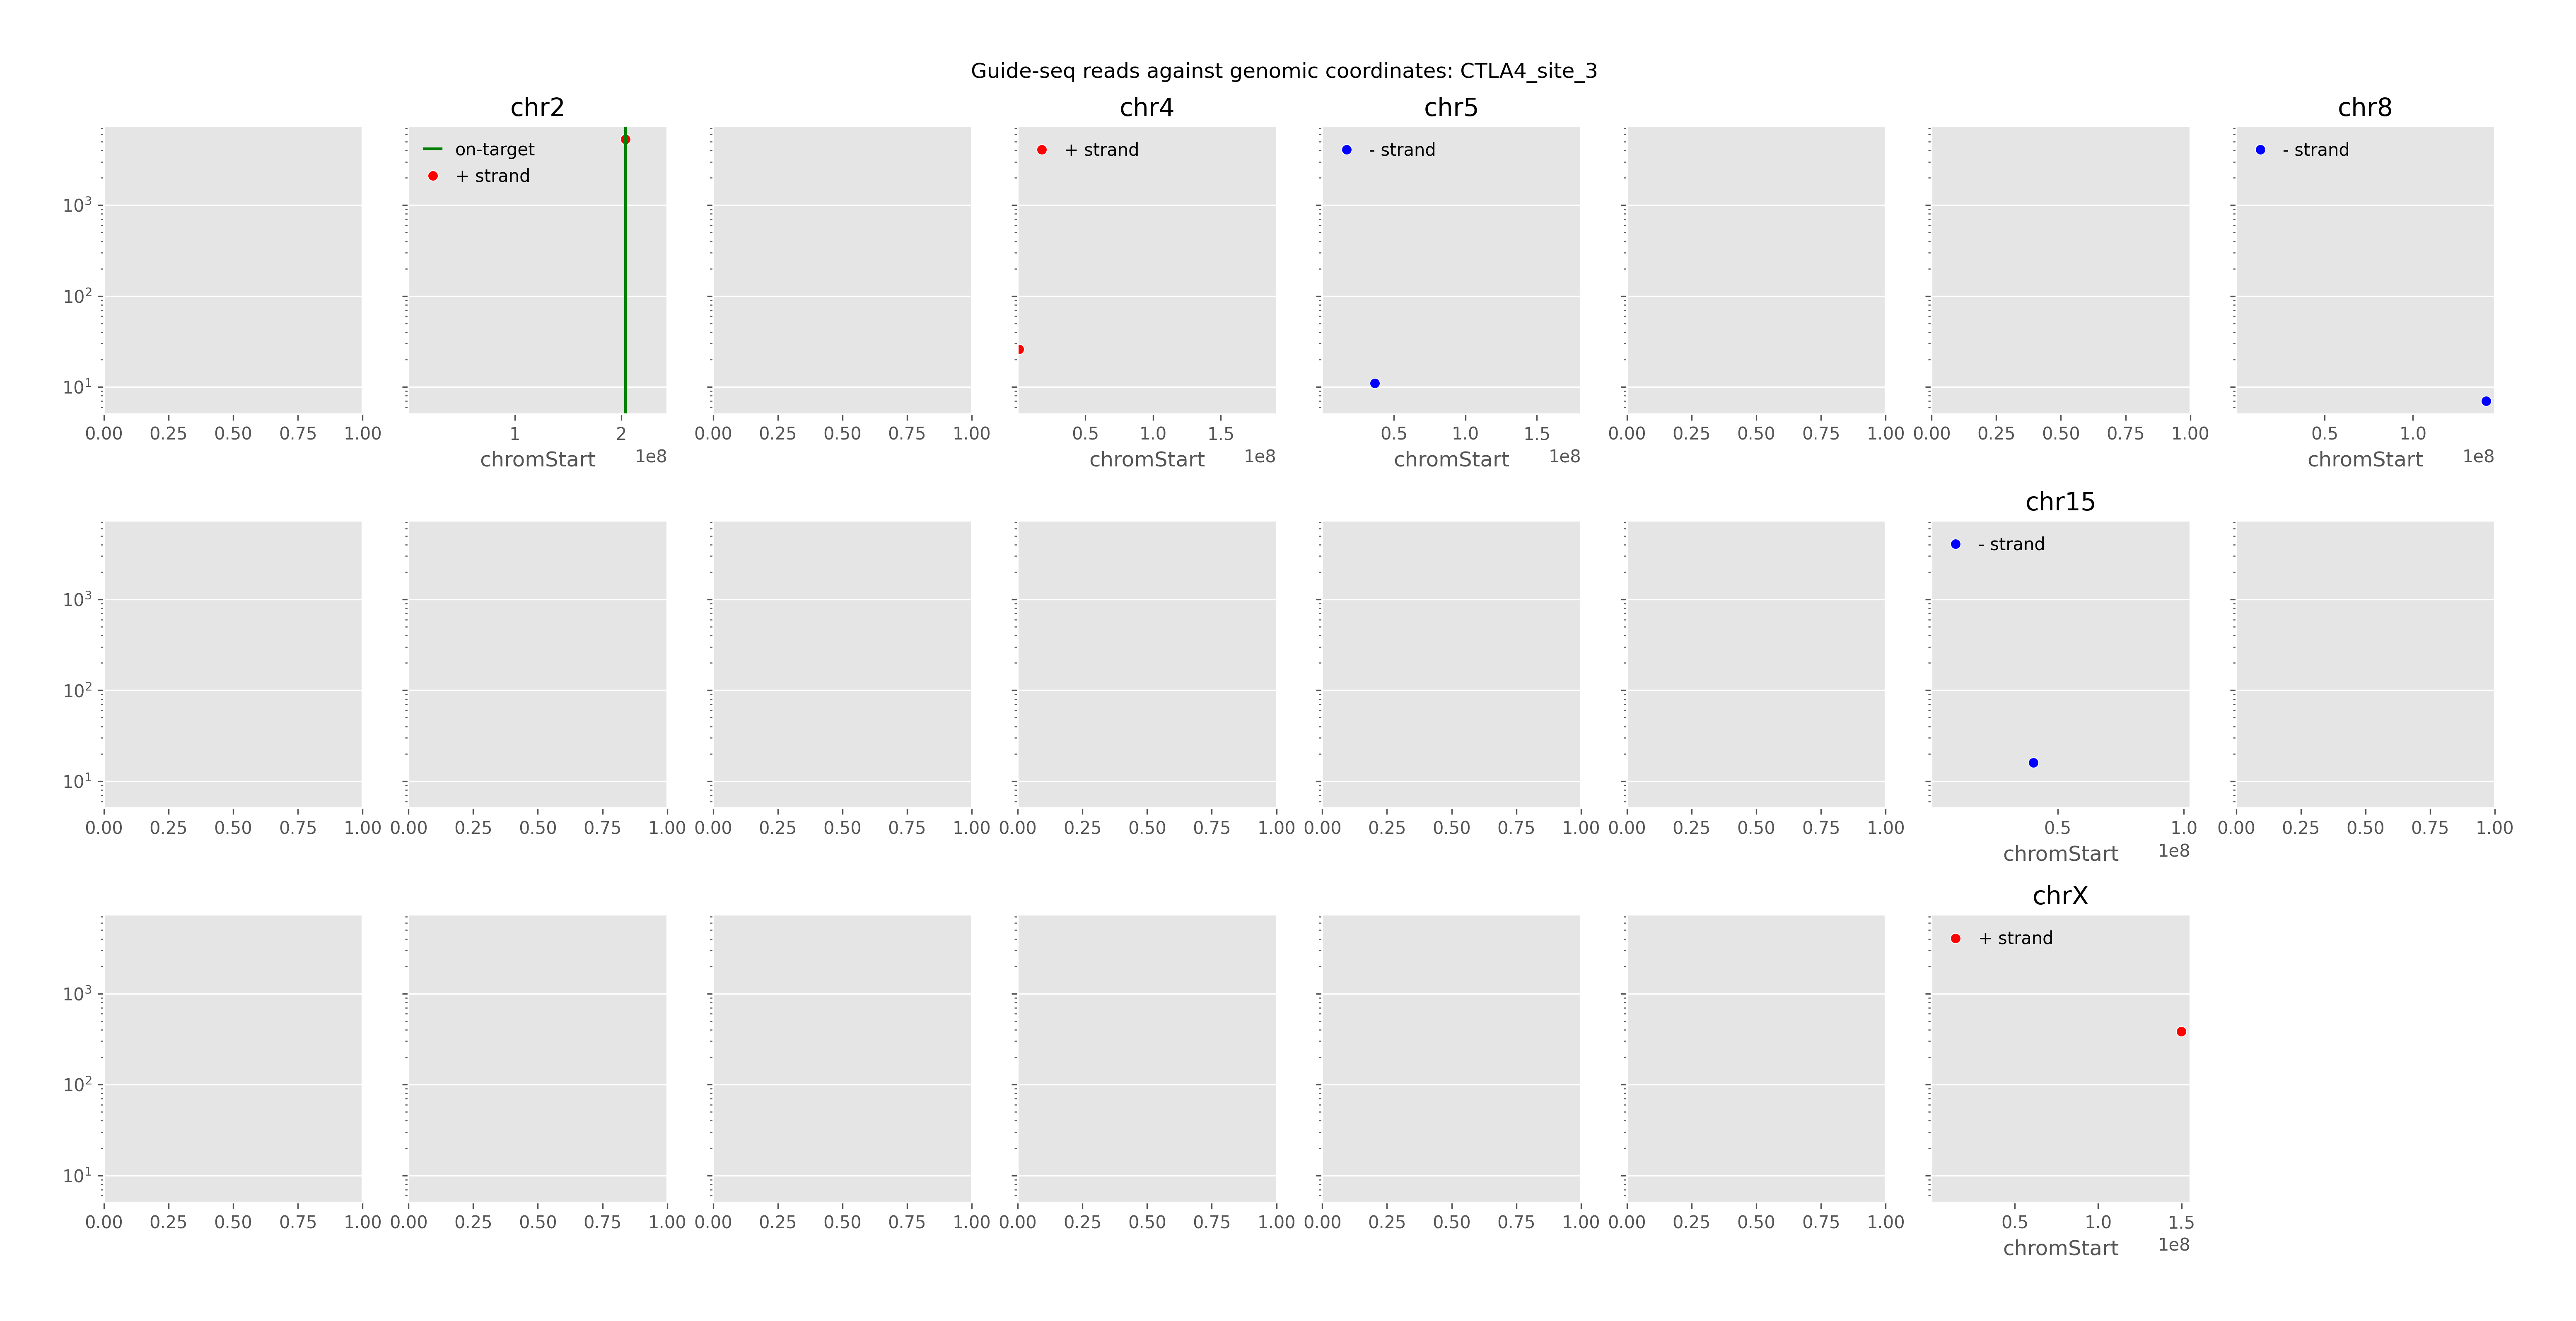 Guide-seq reads against genomic coordinates: CTLA4_site_3
chr2 chr4 chr5 chr8
on-target + strand - strand - strand
+ strand
10³
10²
10¹
0.00 0.25 0.50 0.75 1.00 1 2 0.00 0.25 0.50 0.75 1.00 0.5 1.0 1.5 0.5 1.0 1.5 0.00 0.25 0.50 0.75 1.00 0.00 0.25 0.50 0.75 1.00 0.5 1.0
chromStart 1e8 chromStart 1e8 chromStart 1e8 chromStart 1e8
chr15
- strand
10³
10²
10¹
0.00 0.25 0.50 0.75 1.00 0.00 0.25 0.50 0.75 1.00 0.00 0.25 0.50 0.75 1.00 0.00 0.25 0.50 0.75 1.00 0.00 0.25 0.50 0.75 1.00 0.00 0.25 0.50 0.75 1.00 0.5 1.0 0.00 0.25 0.50 0.75 1.00
chromStart 1e8
chrX
+ strand
10³
10²
10¹
0.00 0.25 0.50 0.75 1.00 0.00 0.25 0.50 0.75 1.00 0.00 0.25 0.50 0.75 1.00 0.00 0.25 0.50 0.75 1.00 0.00 0.25 0.50 0.75 1.00 0.00 0.25 0.50 0.75 1.00 0.5 1.0 1.5
chromStart 1e8